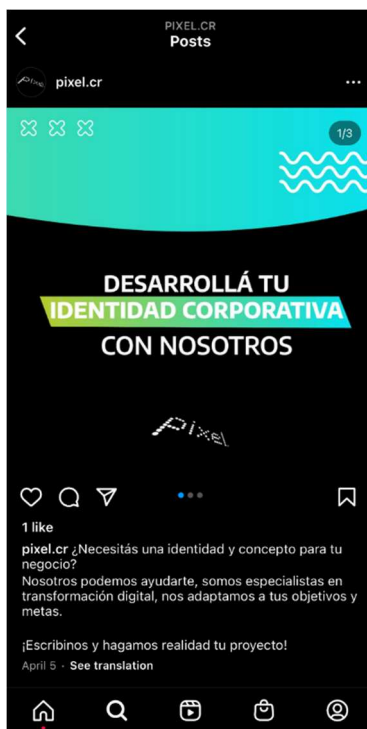 PIXEL.CR
Posts
Pixel
pixel.cr
1/3
DESARROLLÁ TU
IDENTIDAD CORPORATIVA
CON NOSOTROS
Pixel
1 like
pixel.cr ¿Necesitás una identidad y concepto para tu
negocio?
Nosotros podemos ayudarte, somos especialistas en
transformación digital, nos adaptamos a tus objetivos y
metas.
¡Escribinos y hagamos realidad tu proyecto!
April 5 · See translation